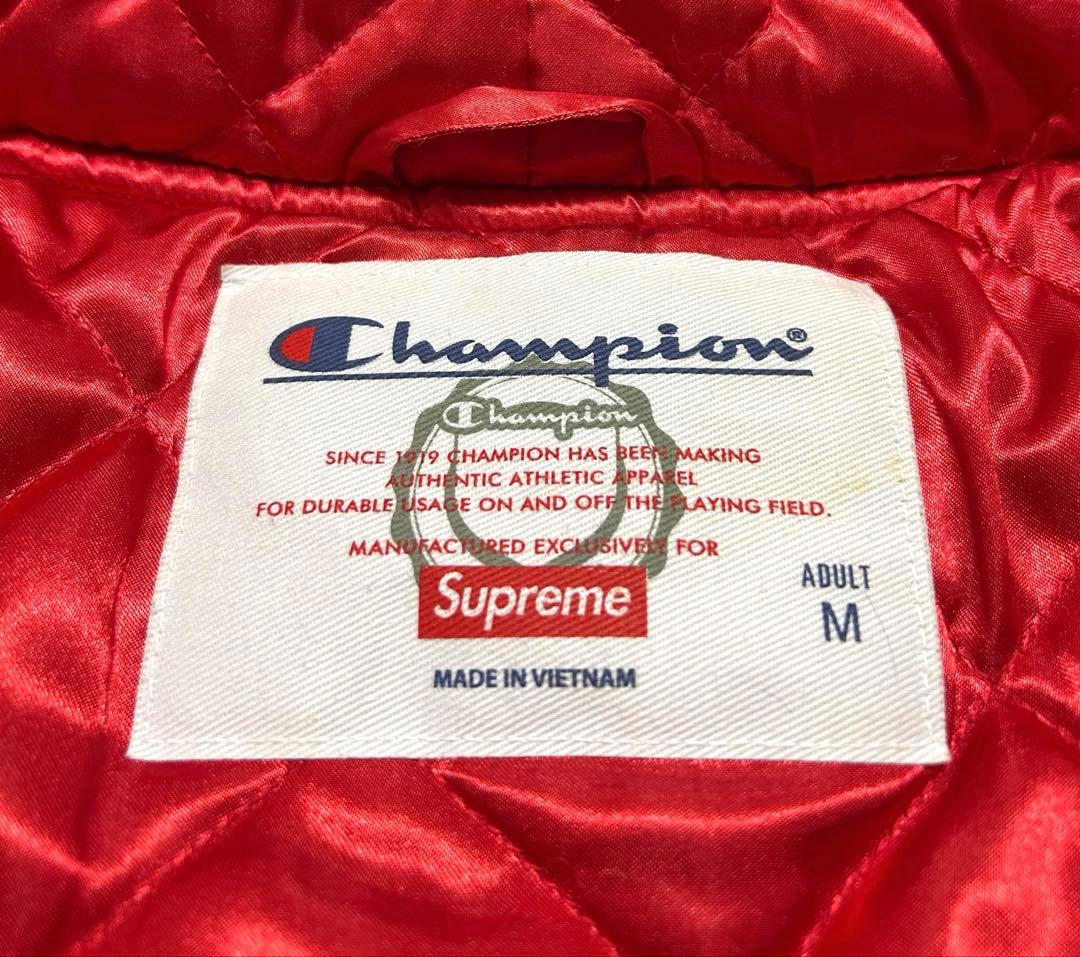 Champion®
Champion
SINCE 1919 CHAMPION HAS BEEN MAKING
AUTHENTIC ATHLETIC APPAREL
FOR DURABLE USAGE ON AND OFF THE PLAYING FIELD.
MANUFACTURED EXCLUSIVELY FOR
Supreme
ADULT
M
MADE IN VIETNAM